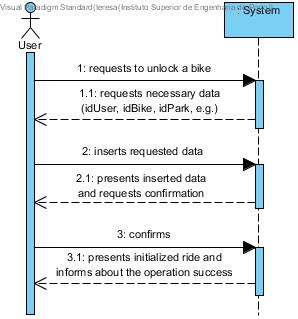 Visual Paradigm Standard(teresa(Instituto Superior de Engenharia do
: System
User
1: requests to unlock a bike
1.1: requests necessary data
(idUser, idBike, idPark, e.g.)
2: inserts requested data
2.1: presents inserted data
and requests confirmation
3: confirms
3.1: presents initialized ride and
informs about the operation success